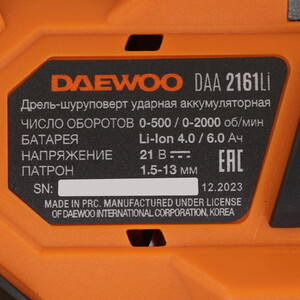 DAEWOO DAA 2161Li
Дрель-шуруповерт ударная аккумуляторная
ЧИСЛО ОБОРОТОВ 0-500 / 0-2000 об/мин
БАТАРЕЯ Li-Ion 4.0 / 6.0 Ач
НАПРЯЖЕНИЕ 21 В
ПАТРОН 1.5-13 мм
EAC
SN: 12.2023
MADE IN PRC. MANUFACTURED UNDER LICENSE
OF DAEWOO INTERNATIONAL CORPORATION, KOREA